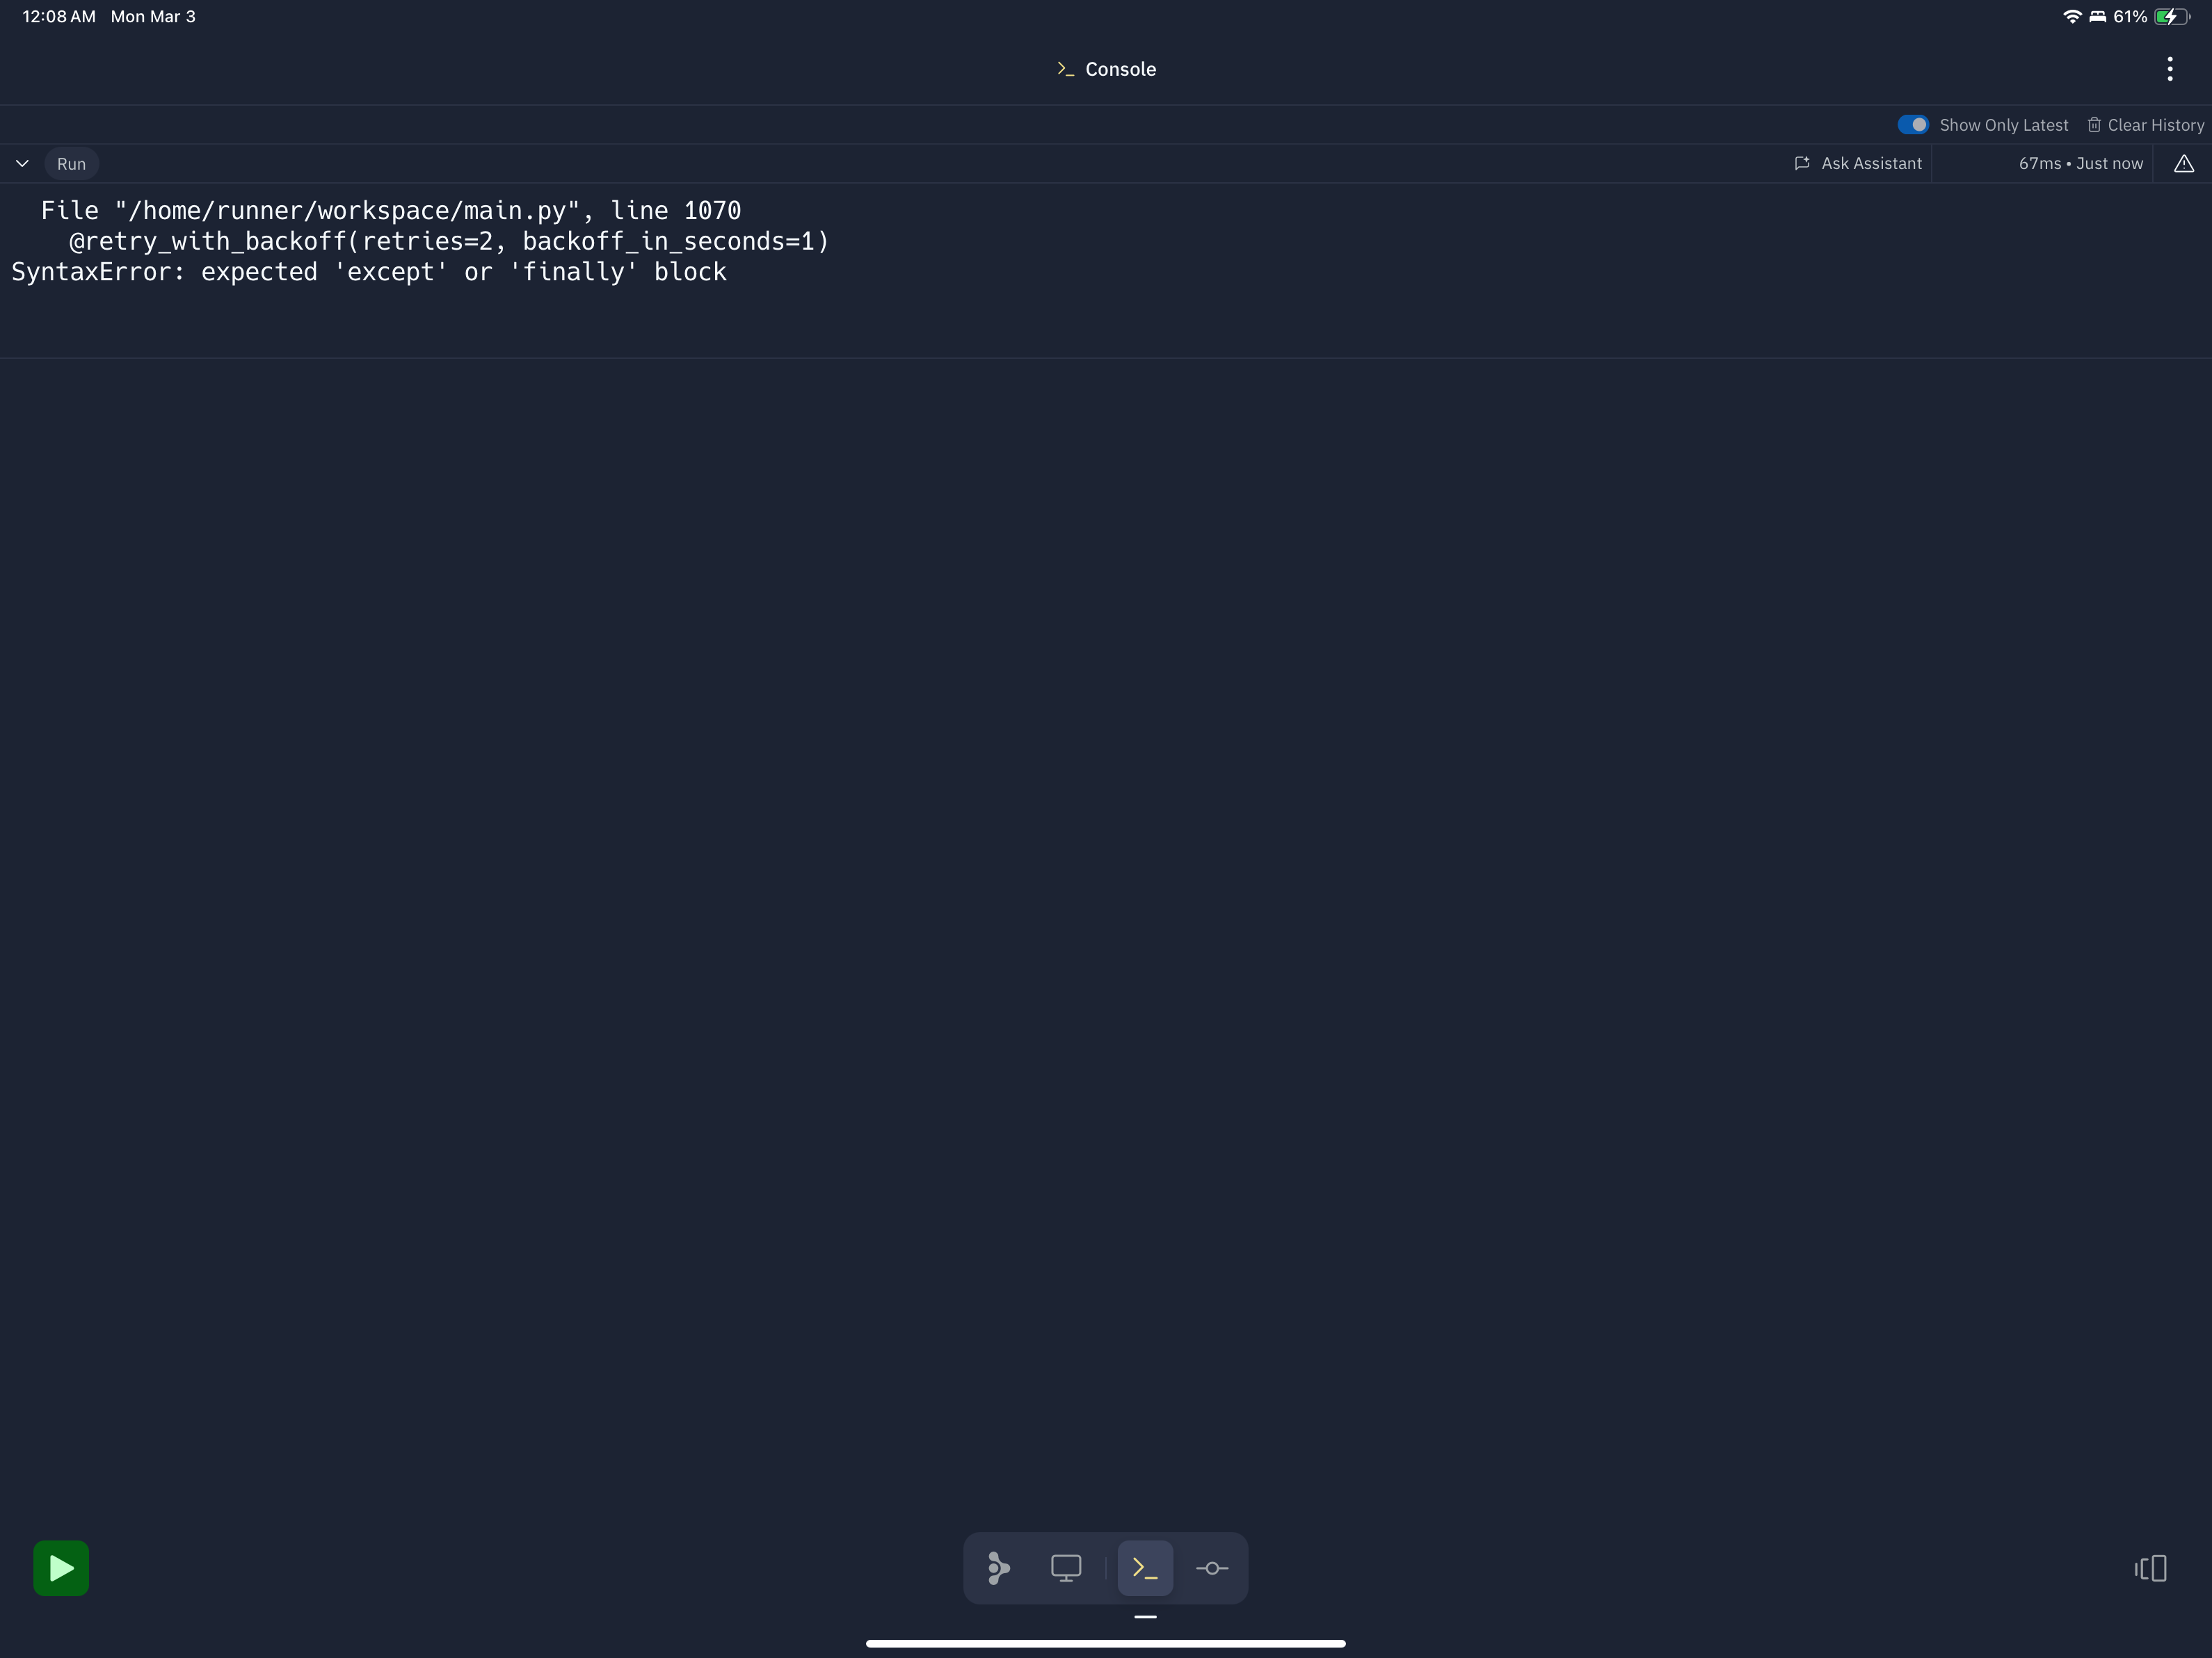 12:08 AM Mon Mar 3
61%
>_ Console
Show Only Latest Clear History
Run Ask Assistant 67ms • Just now
File "/home/runner/workspace/main.py", line 1070
@retry_with_backoff(retries=2, backoff_in_seconds=1)
SyntaxError: expected 'except' or 'finally' block